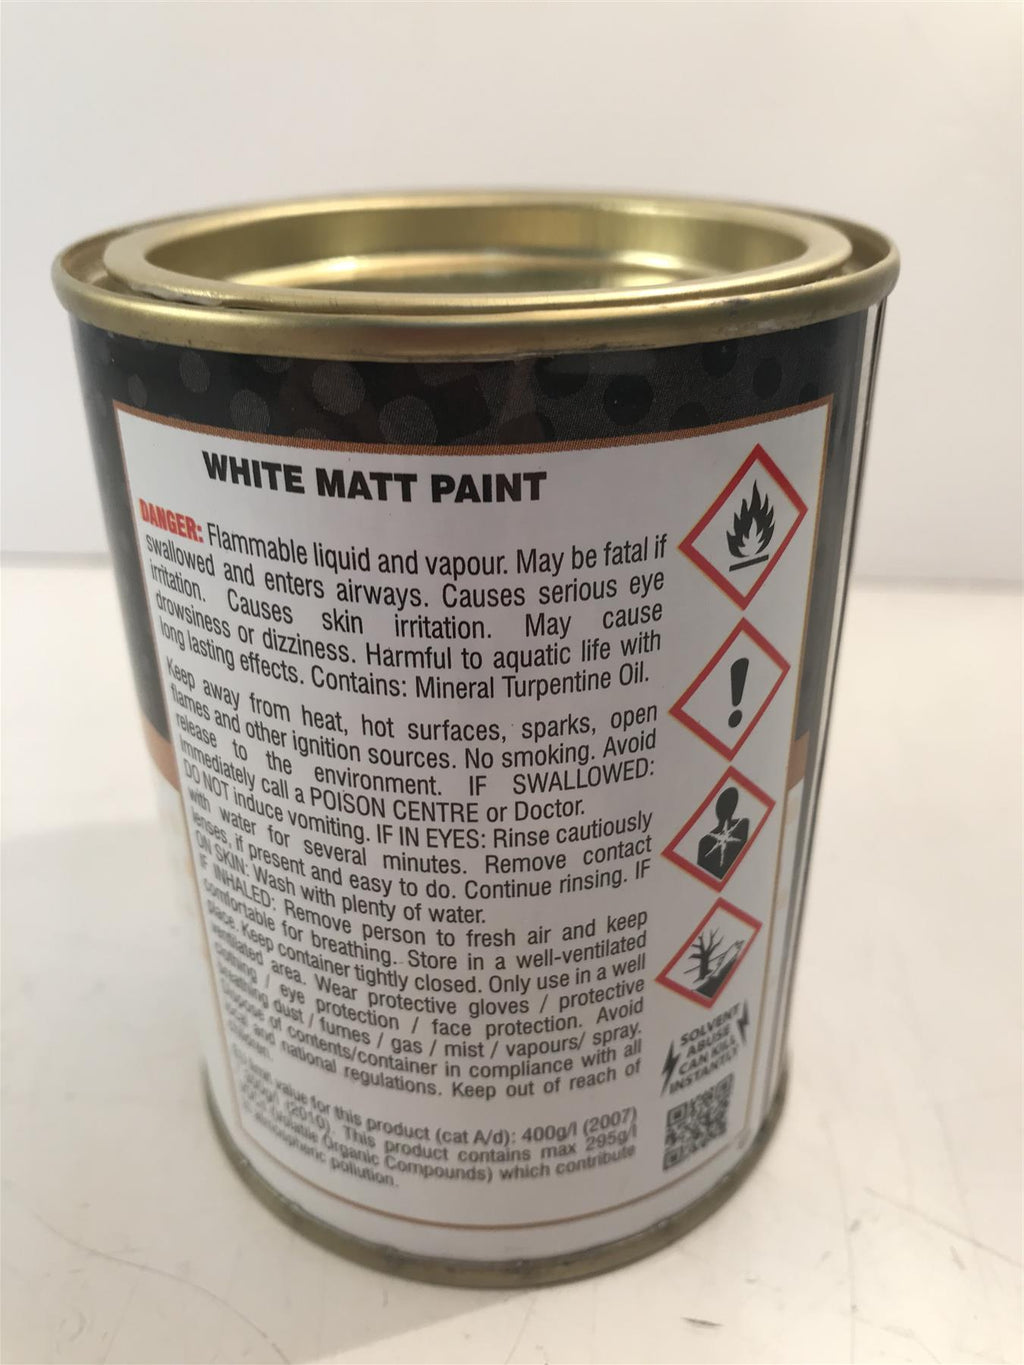 WHITE MATT PAINT
DANGER: Flammable liquid and vapour. May be fatal if
swallowed and enters airways. Causes serious eye
irritation. Causes skin irritation. May cause
drowsiness or dizziness. Harmful to aquatic life with
long lasting effects. Contains: Mineral Turpentine Oil.
Keep away from heat, hot surfaces, sparks, open
flames and other ignition sources. No smoking. Avoid
release to the environment. IF SWALLOWED:
Immediately call a POISON CENTRE or Doctor.
DO NOT induce vomiting. IF IN EYES: Rinse cautiously
with water for several minutes. Remove contact
lenses, if present and easy to do. Continue rinsing. IF
ON SKIN: Wash with plenty of water.
IF INHALED: Remove person to fresh air and keep
comfortable for breathing. Store in a well-ventilated
place. Keep container tightly closed. Only use in a well
ventilated area. Wear protective gloves / protective
clothing / eye protection / face protection. Avoid
breathing dust / fumes / gas / mist / vapours/ spray.
Dispose of contents/container in compliance with all
local and national regulations. Keep out of reach of
children.
EU limit value for this product (cat A/d): 400g/l (2007)
(2010). This product contains max 295g/l
VOC's (Volatile Organic Compounds) which contribute
to atmospheric pollution.
SOLVENT
ABUSE
CAN KILL
INSTANTLY